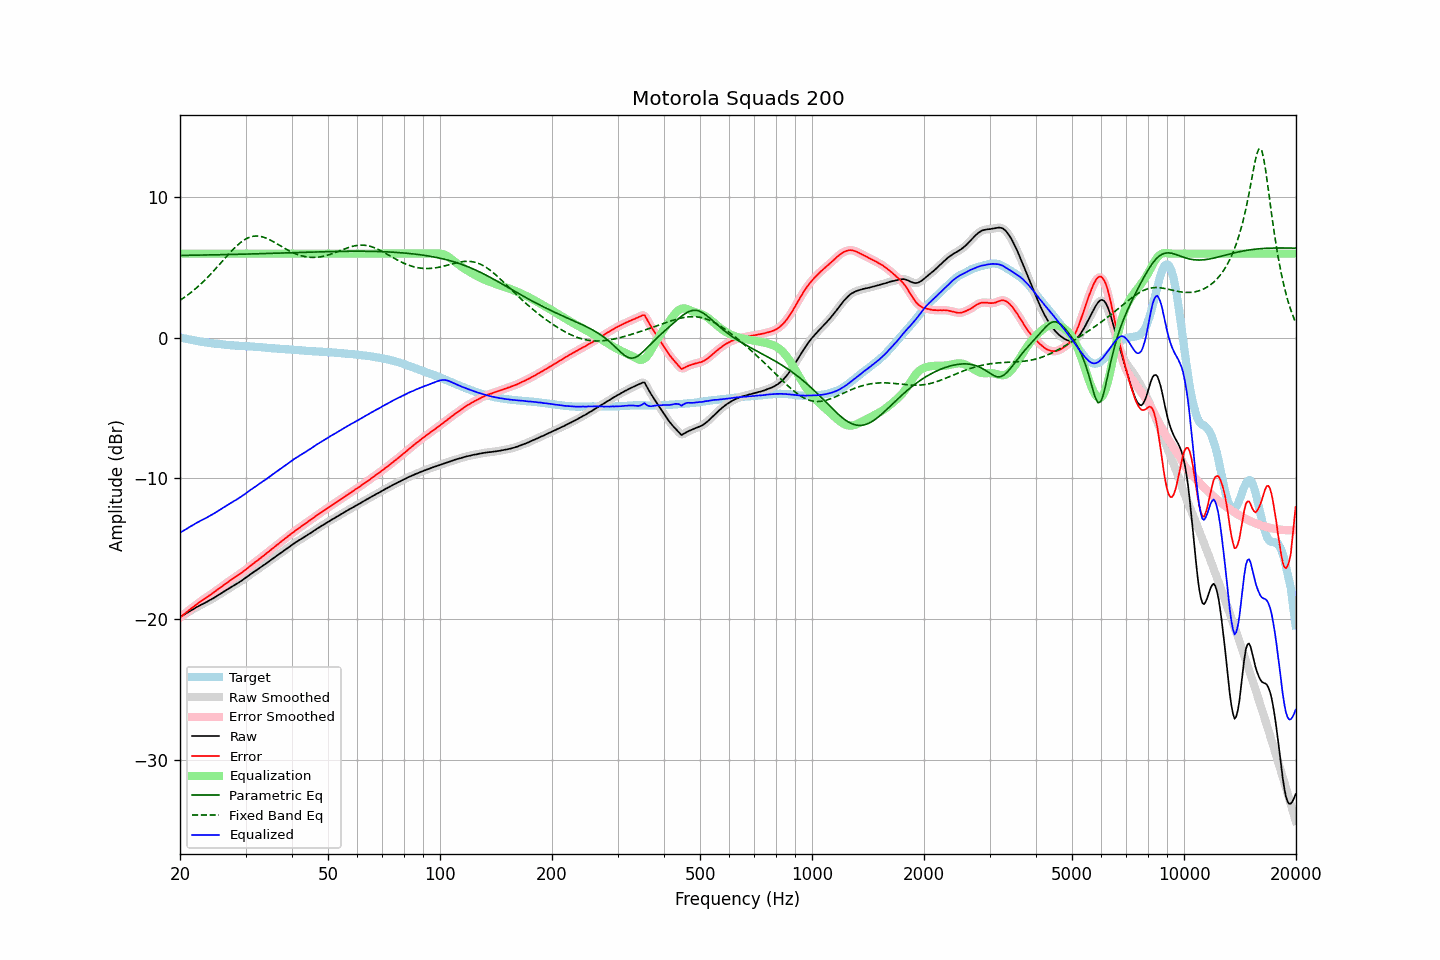 Motorola Squads 200
10
0
−10
−20
−30
Amplitude (dBr)
Target
Raw Smoothed
Error Smoothed
Raw
Error
Equalization
Parametric Eq
Fixed Band Eq
Equalized
20 50 100 200 500 1000 2000 5000 10000 20000
Frequency (Hz)